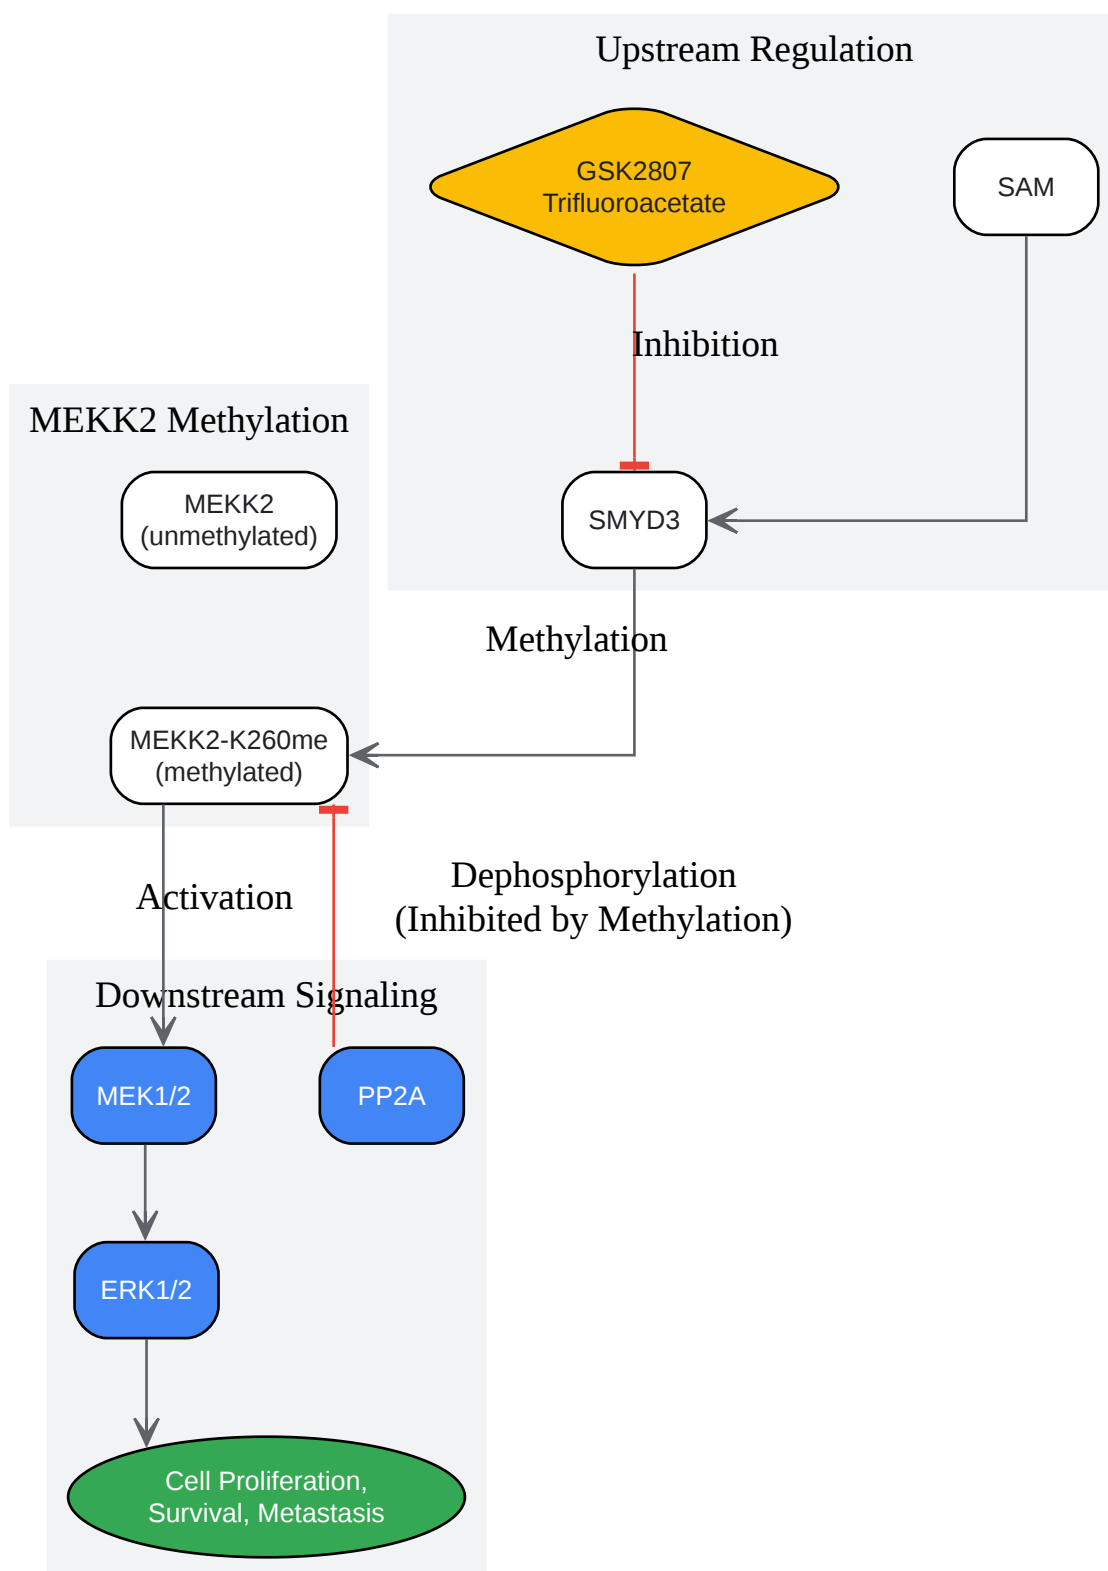 Upstream Regulation
GSK2807
Trifluoroacetate
SAM
Inhibition
MEKK2 Methylation
MEKK2
(unmethylated)
SMYD3
Methylation
MEKK2-K260me
(methylated)
Activation
Dephosphorylation
(Inhibited by Methylation)
Downstream Signaling
MEK1/2
PP2A
ERK1/2
Cell Proliferation,
Survival, Metastasis